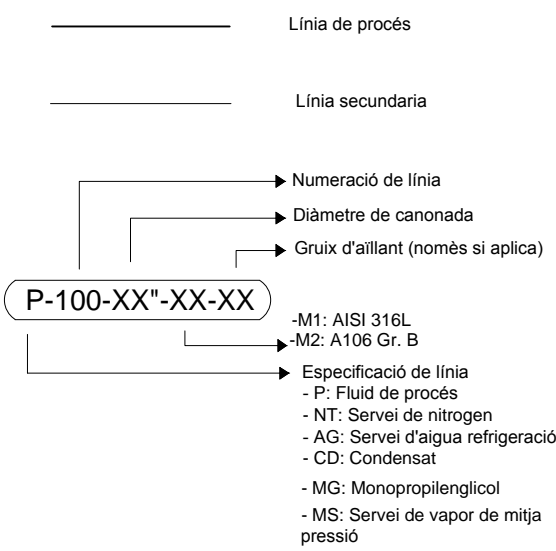 Línia de procés
Línia secundaria
Numeració de línia
Diàmetre de canonada
Gruix d'aïllant (nomès si aplica)
P-100-XX"-XX-XX
-M1: AISI 316L
-M2: A106 Gr. B
Especificació de línia
- P: Fluid de procés
- NT: Servei de nitrogen
- AG: Servei d'aigua refrigeració
- CD: Condensat
- MG: Monopropilenglicol
- MS: Servei de vapor de mitja
pressió